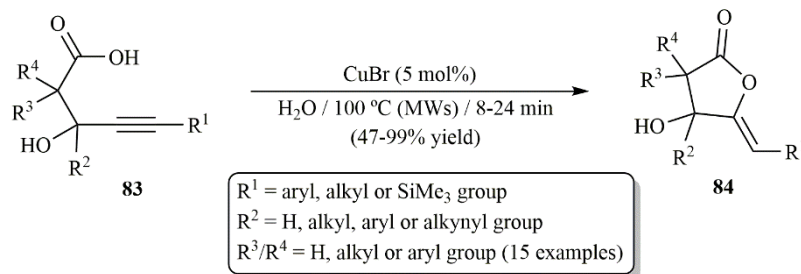 O
R⁴
OH
R³
HO
R²
R¹
83
CuBr (5 mol%)
H₂O / 100 ºC (MWs) / 8-24 min
(47-99% yield)
O
R⁴
R³
O
HO
R²
R
84
R¹ = aryl, alkyl or SiMe₃ group
R² = H, alkyl, aryl or alkynyl group
R³/R⁴ = H, alkyl or aryl group (15 examples)